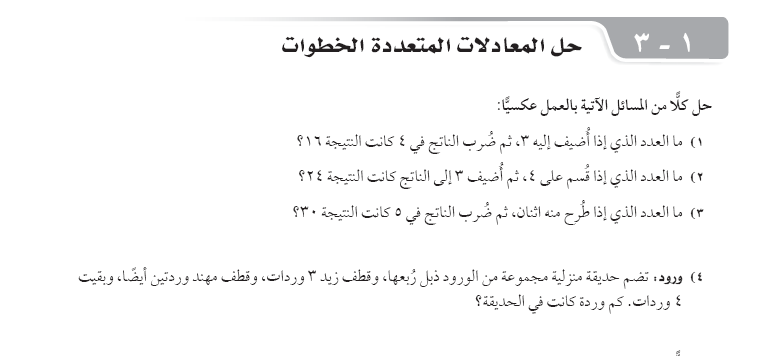 ١ - ٣ حل المعادلات المتعددة الخطوات
حل كلًّا من المسائل الآتية بالعمل عكسيًّا:
١) ما العدد الذي إذا أُضيف إليه ٣، ثم ضُرب الناتج في ٤ كانت النتيجة ١٦؟
٢) ما العدد الذي إذا قُسم على ٤، ثم أُضيف ٣ إلى الناتج كانت النتيجة ٢٤؟
٣) ما العدد الذي إذا طُرح منه اثنان، ثم ضُرب الناتج في ٥ كانت النتيجة ٣٠؟
٤) ورود: تضم حديقة منزلية مجموعة من الورود ذبل رُبعها، وقطف زيد ٣ وردات، وقطف مهند وردتين أيضًا، وبقيت
٤ وردات. كم وردة كانت في الحديقة؟